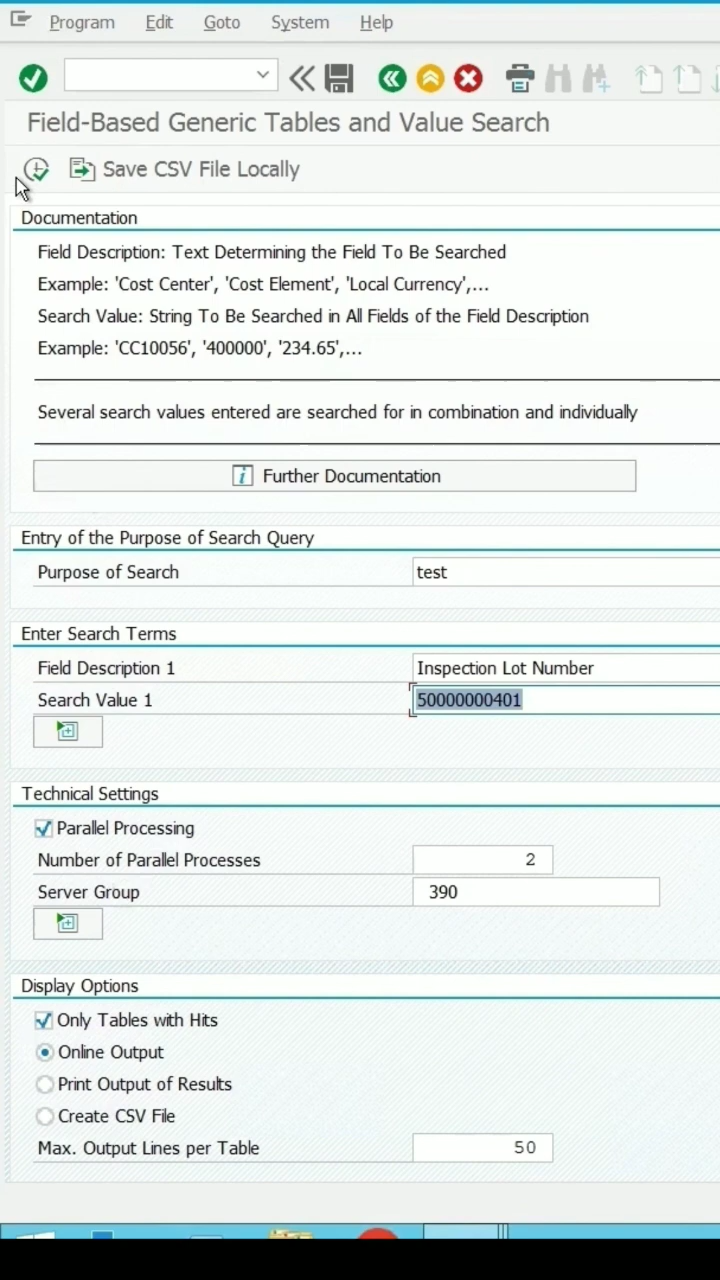 Program Edit Goto System Help
Field-Based Generic Tables and Value Search
Save CSV File Locally
Documentation
Field Description: Text Determining the Field To Be Searched
Example: 'Cost Center', 'Cost Element', 'Local Currency',...
Search Value: String To Be Searched in All Fields of the Field Description
Example: 'CC10056', '400000', '234.65',...
Several search values entered are searched for in combination and individually
i Further Documentation
Entry of the Purpose of Search Query
Purpose of Search test
Enter Search Terms
Field Description 1 Inspection Lot Number
Search Value 1 50000000401
Technical Settings
Parallel Processing
Number of Parallel Processes 2
Server Group 390
Display Options
Only Tables with Hits
Online Output
Print Output of Results
Create CSV File
Max. Output Lines per Table 50